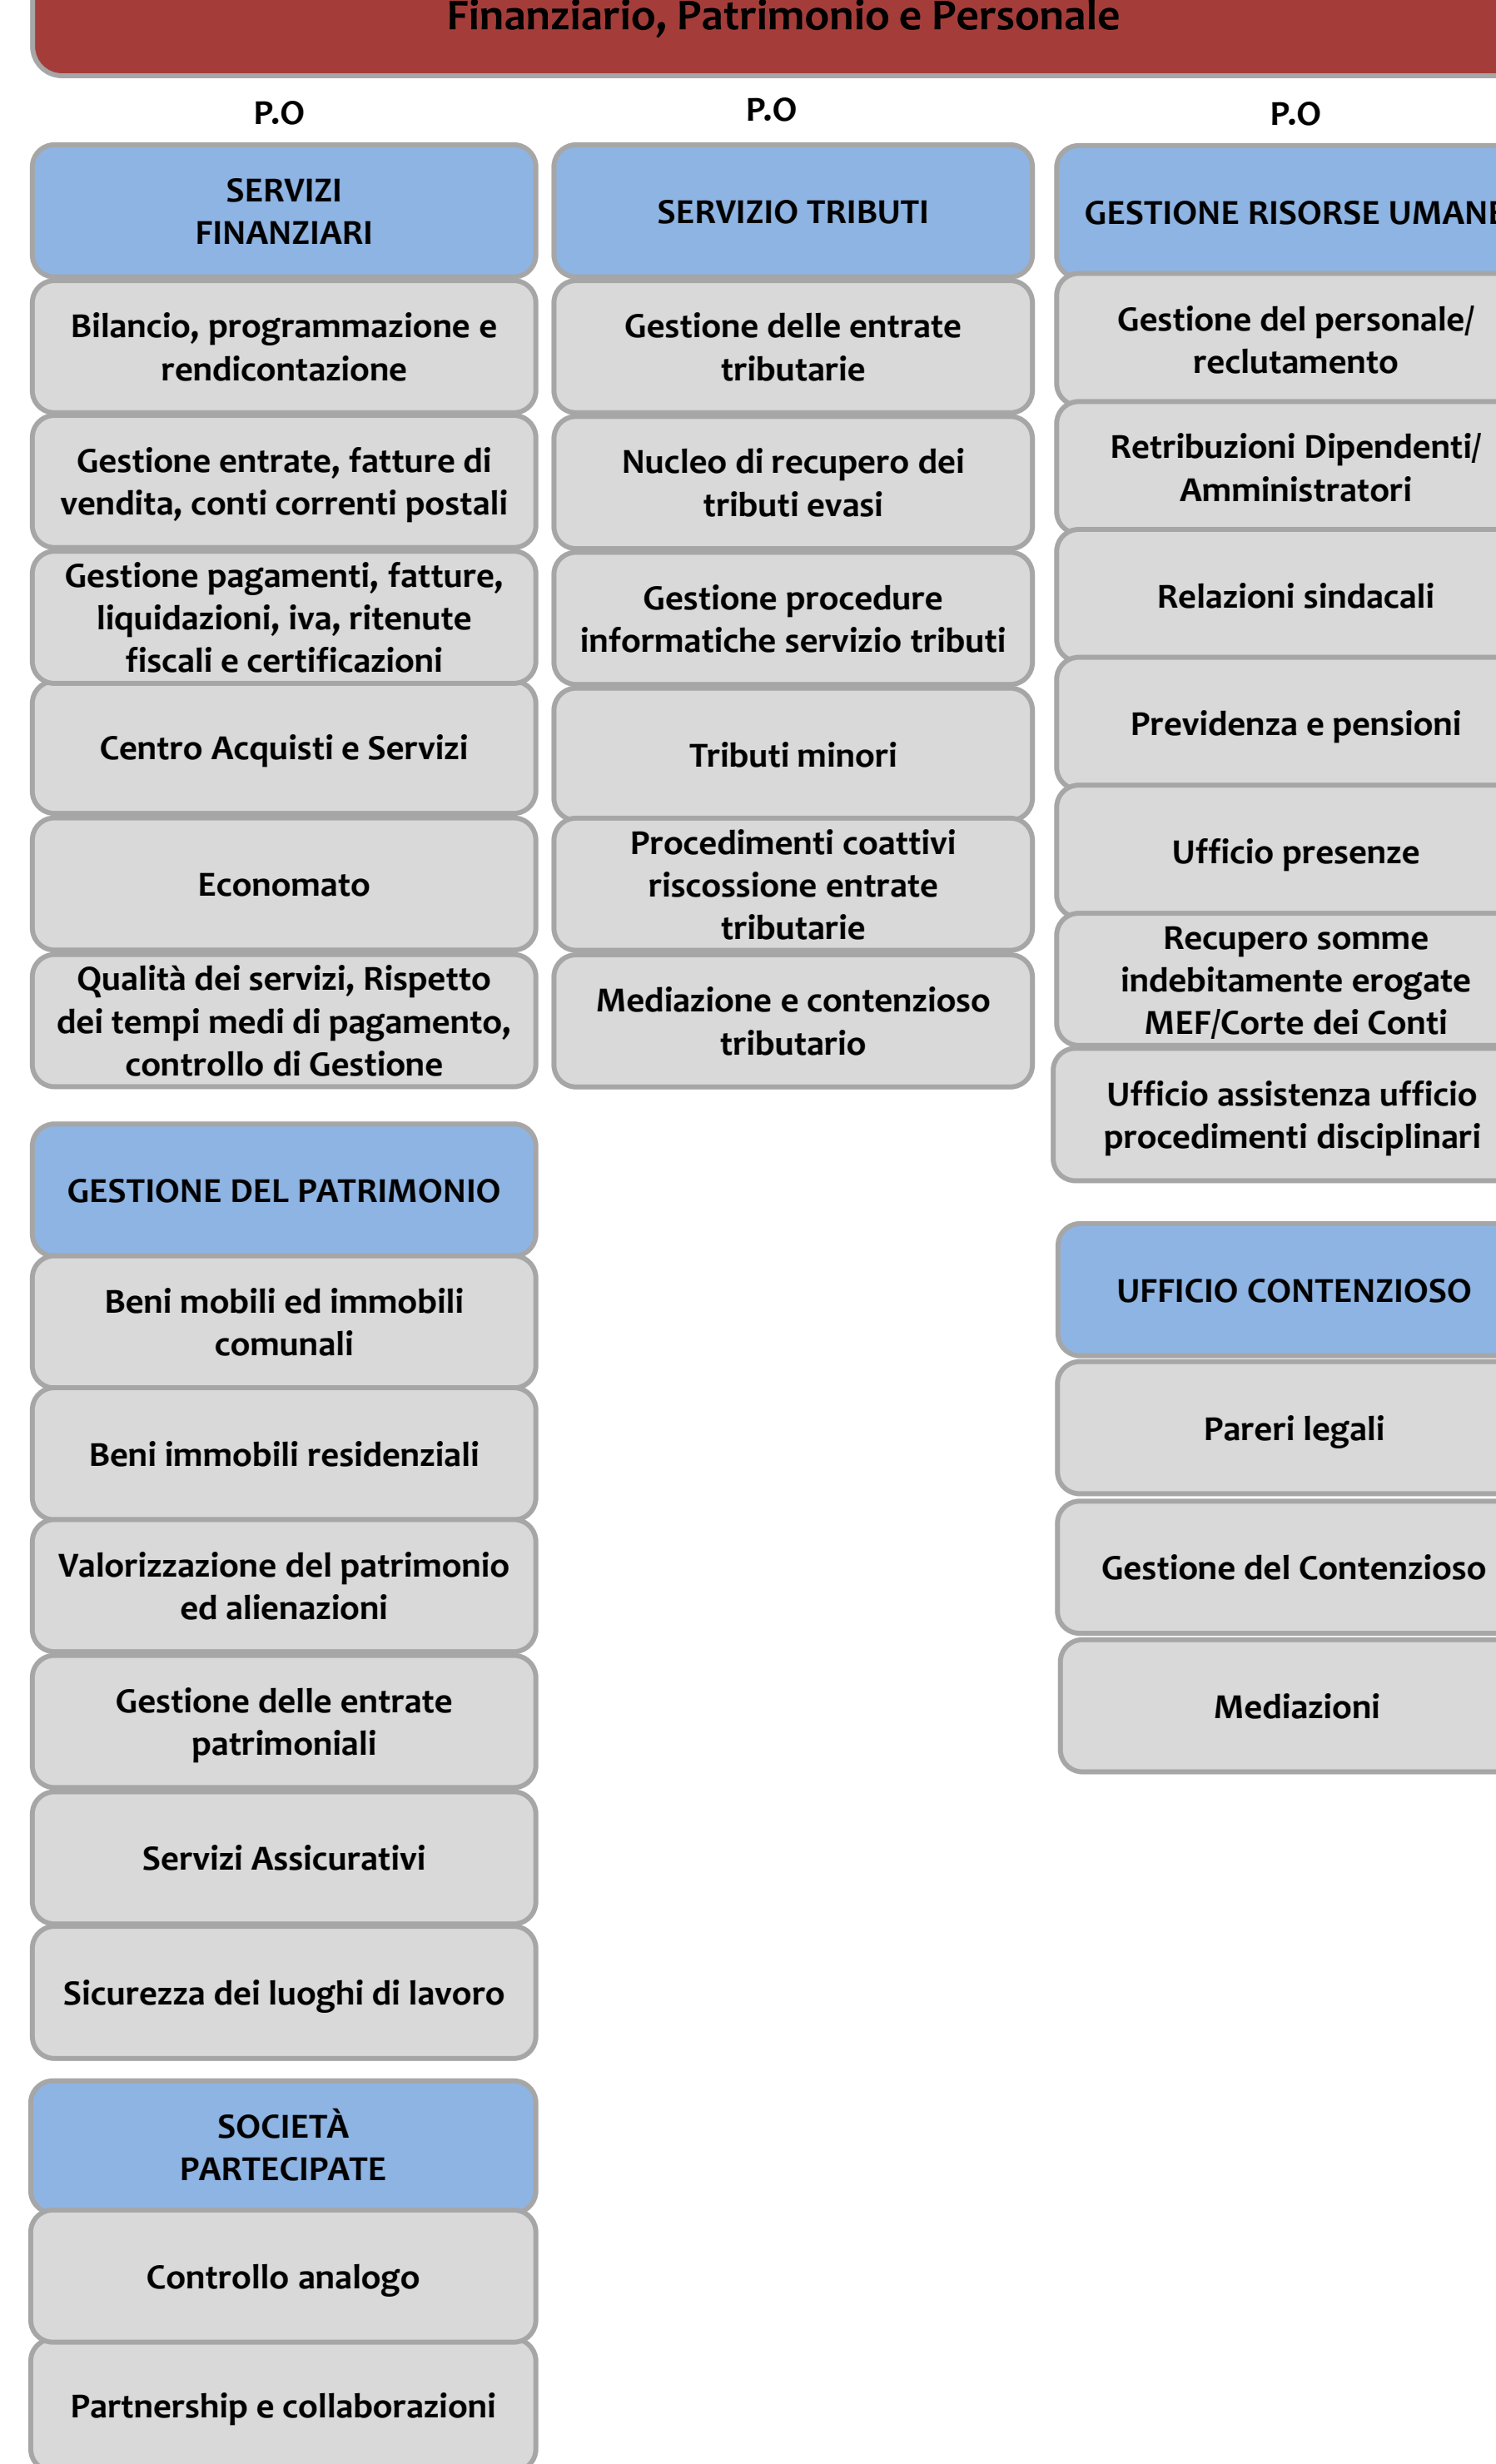 Finanziario, Patrimonio e Personale
P.O
SERVIZI
FINANZIARI
Bilancio, programmazione e
rendicontazione
Gestione entrate, fatture di
vendita, conti correnti postali
Gestione pagamenti, fatture,
liquidazioni, iva, ritenute
fiscali e certificazioni
Centro Acquisti e Servizi
Economato
Qualità dei servizi, Rispetto
dei tempi medi di pagamento,
controllo di Gestione
GESTIONE DEL PATRIMONIO
Beni mobili ed immobili
comunali
Beni immobili residenziali
Valorizzazione del patrimonio
ed alienazioni
Gestione delle entrate
patrimoniali
Servizi Assicurativi
Sicurezza dei luoghi di lavoro
SOCIETÀ
PARTECIPATE
Controllo analogo
Partnership e collaborazioni
P.O
SERVIZIO TRIBUTI
Gestione delle entrate
tributarie
Nucleo di recupero dei
tributi evasi
Gestione procedure
informatiche servizio tributi
Tributi minori
Procedimenti coattivi
riscossione entrate
tributarie
Mediazione e contenzioso
tributario
P.O
GESTIONE RISORSE UMANE
Gestione del personale/
reclutamento
Retribuzioni Dipendenti/
Amministratori
Relazioni sindacali
Previdenza e pensioni
Ufficio presenze
Recupero somme
indebitamente erogate
MEF/Corte dei Conti
Ufficio assistenza ufficio
procedimenti disciplinari
UFFICIO CONTENZIOSO
Pareri legali
Gestione del Contenzioso
Mediazioni